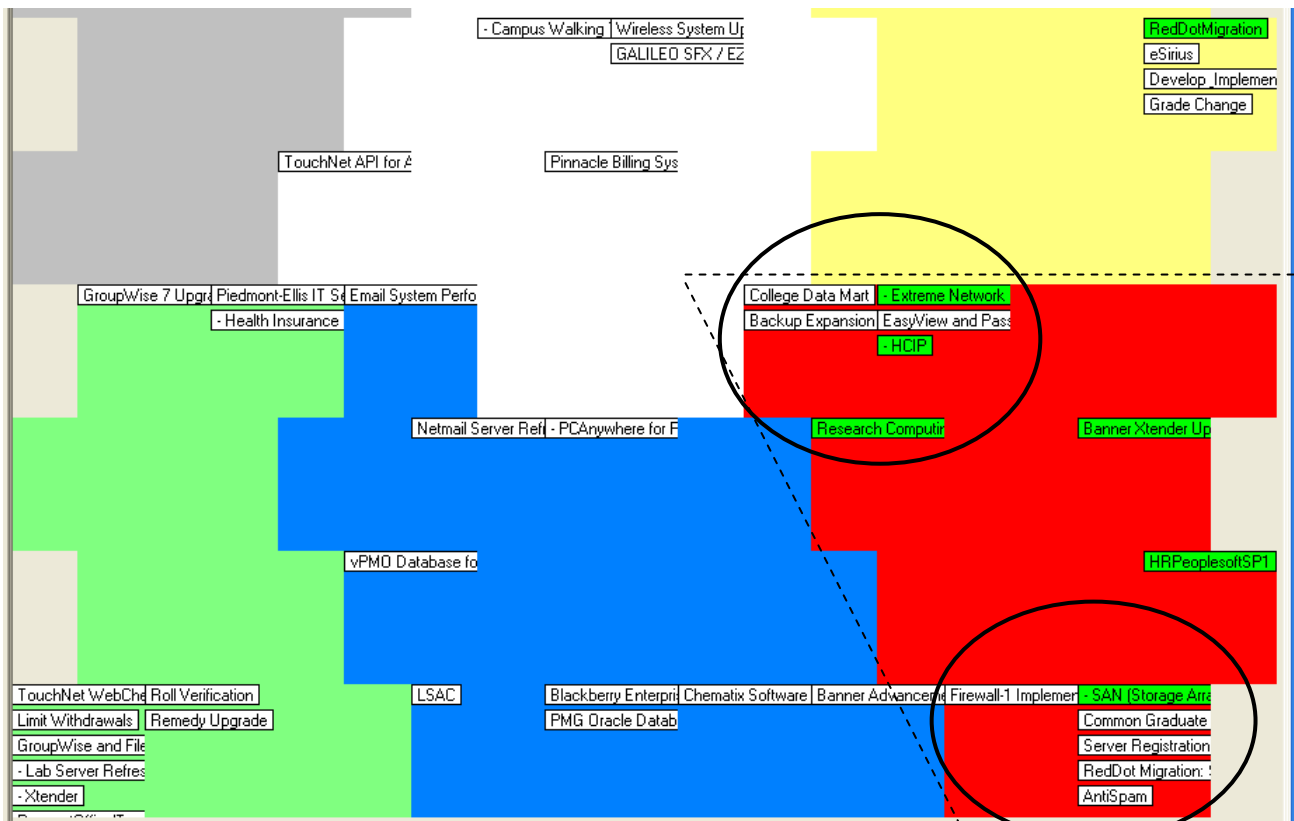 - Campus Walking
Wireless System Up
RedDotMigration
GALILEO SFX / EZ
eSirius
Develop_Implemen
Grade Change
TouchNet API for A
Pinnacle Billing Sys
GroupWise 7 Upgra
Piedmont-Ellis IT Se
Email System Perfo
College Data Mart
- Extreme Network
- Health Insurance
Backup Expansion
EasyView and Pass
- HCIP
Netmail Server Refr
- PCAnywhere for F
Research Computin
Banner Xtender Up
vPMO Database fo
HRPeoplesoftSP1
TouchNet WebChe
Roll Verification
LSAC
Blackberry Enterpri
Chematix Software
Banner Advanceme
Firewall-1 Implemen
- SAN (Storage Arra
Limit Withdrawals
Remedy Upgrade
PMG Oracle Datab
Common Graduate
GroupWise and File
Server Registration
- Lab Server Refres
RedDot Migration:
- Xtender
AntiSpam